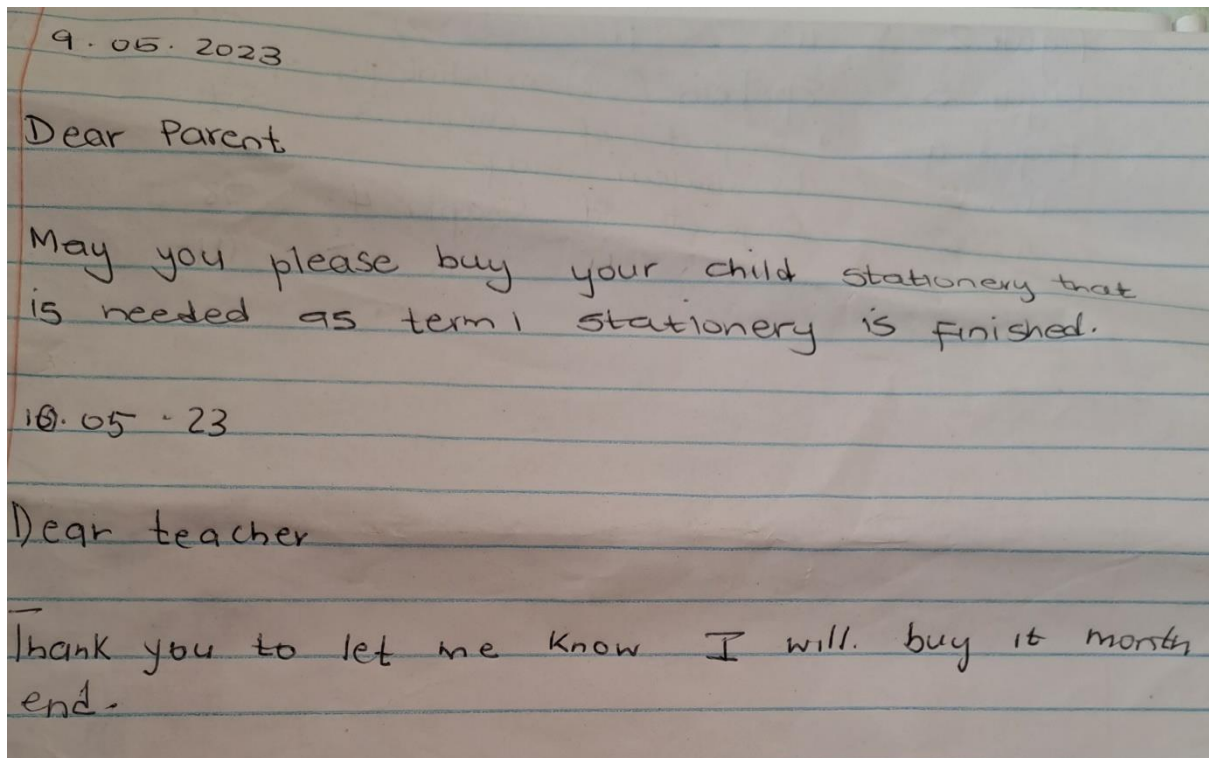 9.05.2023
Dear Parent
May you please buy your child stationery that
is needed as term 1 stationery is finished.
10.05.23
Dear teacher
Thank you to let me know I will. buy it month
end.